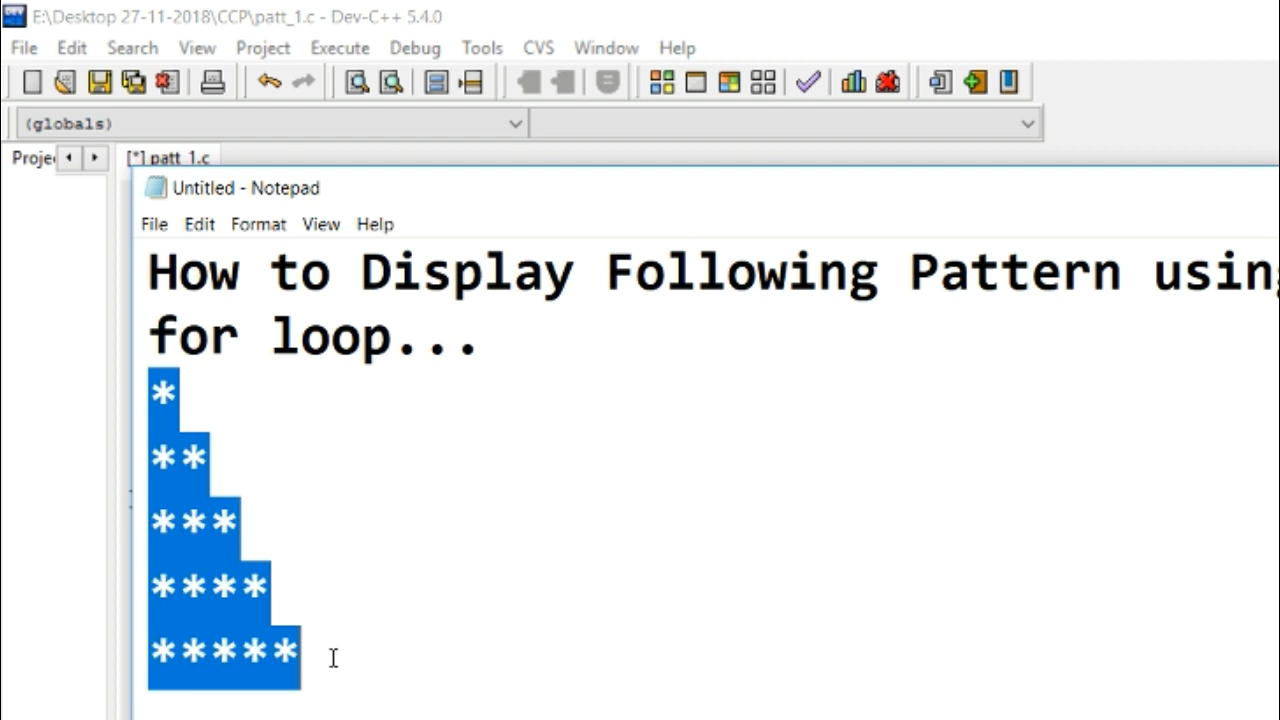 E:\Desktop 27-11-2018\CCP\patt_1.c - Dev-C++ 5.4.0
File Edit Search View Project Execute Debug Tools CVS Window Help
(globals)
[*] patt_1.c
Untitled - Notepad
File Edit Format View Help
How to Display Following Pattern
for loop...
*
**
***
****
*****